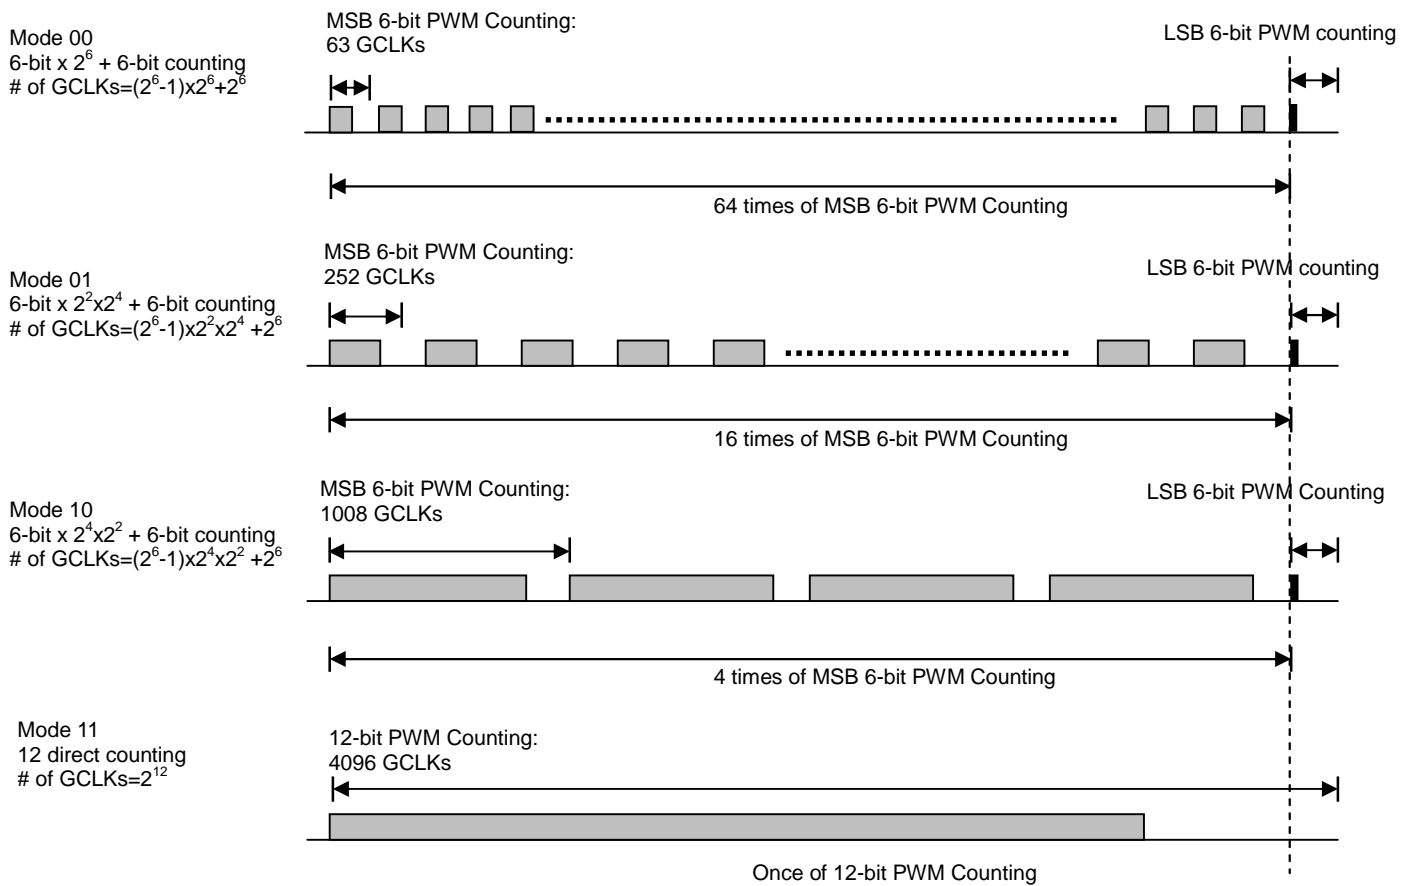 Mode 00
6-bit x 2^6 + 6-bit counting
# of GCLKs=(2^6-1)x2^6+2^6
MSB 6-bit PWM Counting:
63 GCLKs
LSB 6-bit PWM counting
64 times of MSB 6-bit PWM Counting
Mode 01
6-bit x 2^2x2^4 + 6-bit counting
# of GCLKs=(2^6-1)x2^2x2^4 +2^6
MSB 6-bit PWM Counting:
252 GCLKs
LSB 6-bit PWM counting
16 times of MSB 6-bit PWM Counting
Mode 10
6-bit x 2^4x2^2 + 6-bit counting
# of GCLKs=(2^6-1)x2^4x2^2 +2^6
MSB 6-bit PWM Counting:
1008 GCLKs
LSB 6-bit PWM Counting
4 times of MSB 6-bit PWM Counting
Mode 11
12 direct counting
# of GCLKs=2^12
12-bit PWM Counting:
4096 GCLKs
Once of 12-bit PWM Counting